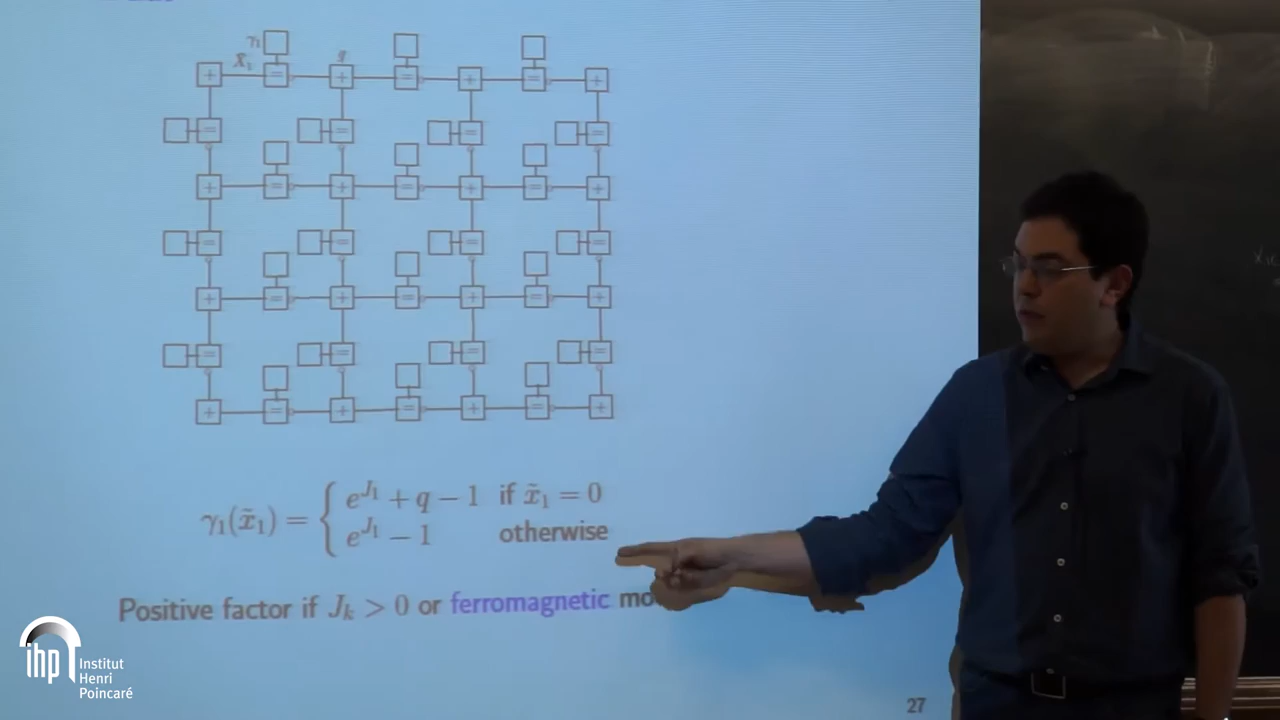 γ₁
X̃₁
γ₁(x̃₁) = { e^{J₁} + q − 1 if x̃₁ = 0
e^{J₁} − 1 otherwise
Positive factor if Jₖ > 0 or ferromagnetic
27
ihp Institut
Henri
Poincaré